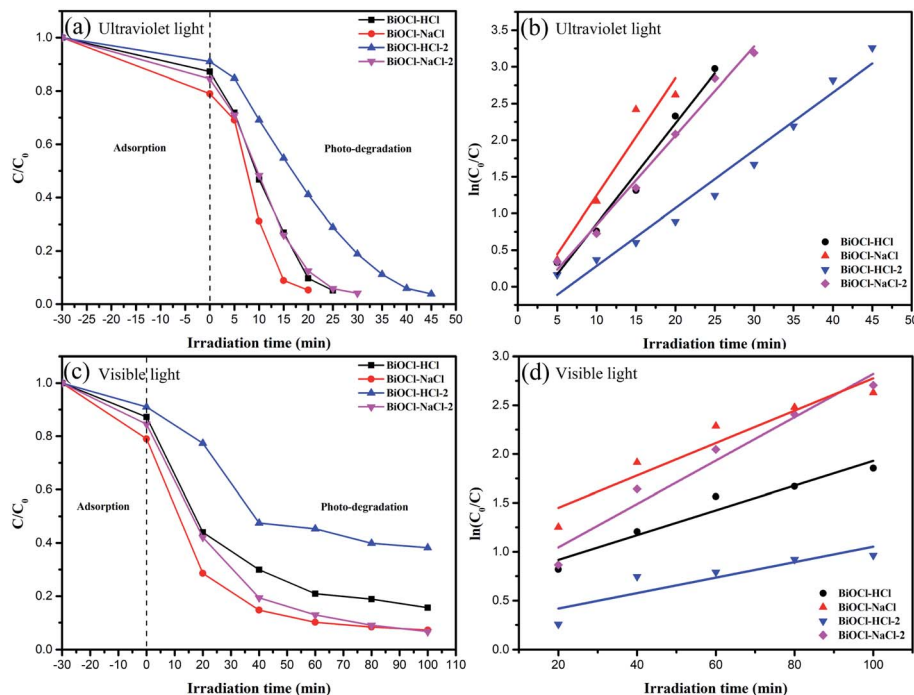 (a) Ultraviolet light
BiOCl-HCl
BiOCl-NaCl
BiOCl-HCl-2
BiOCl-NaCl-2
Adsorption
Photo-degradation
C/C0
1.0
0.8
0.6
0.4
0.2
0.0
-30 -25 -20 -15 -10 -5 0 5 10 15 20 25 30 35 40 45 50
Irradiation time (min)
(b) Ultraviolet light
ln(C0/C)
3.5
3.0
2.5
2.0
1.5
1.0
0.5
0.0
BiOCl-HCl
BiOCl-NaCl
BiOCl-HCl-2
BiOCl-NaCl-2
0 5 10 15 20 25 30 35 40 45 50
Irradiation time (min)
(c) Visible light
BiOCl-HCl
BiOCl-NaCl
BiOCl-HCl-2
BiOCl-NaCl-2
Adsorption
Photo-degradation
C/C0
1.0
0.8
0.6
0.4
0.2
0.0
-30 -20 -10 0 10 20 30 40 50 60 70 80 90 100 110
Irradiation time (min)
(d) Visible light
ln(C0/C)
3.0
2.5
2.0
1.5
1.0
0.5
0.0
BiOCl-HCl
BiOCl-NaCl
BiOCl-HCl-2
BiOCl-NaCl-2
20 40 60 80 100
Irradiation time (min)